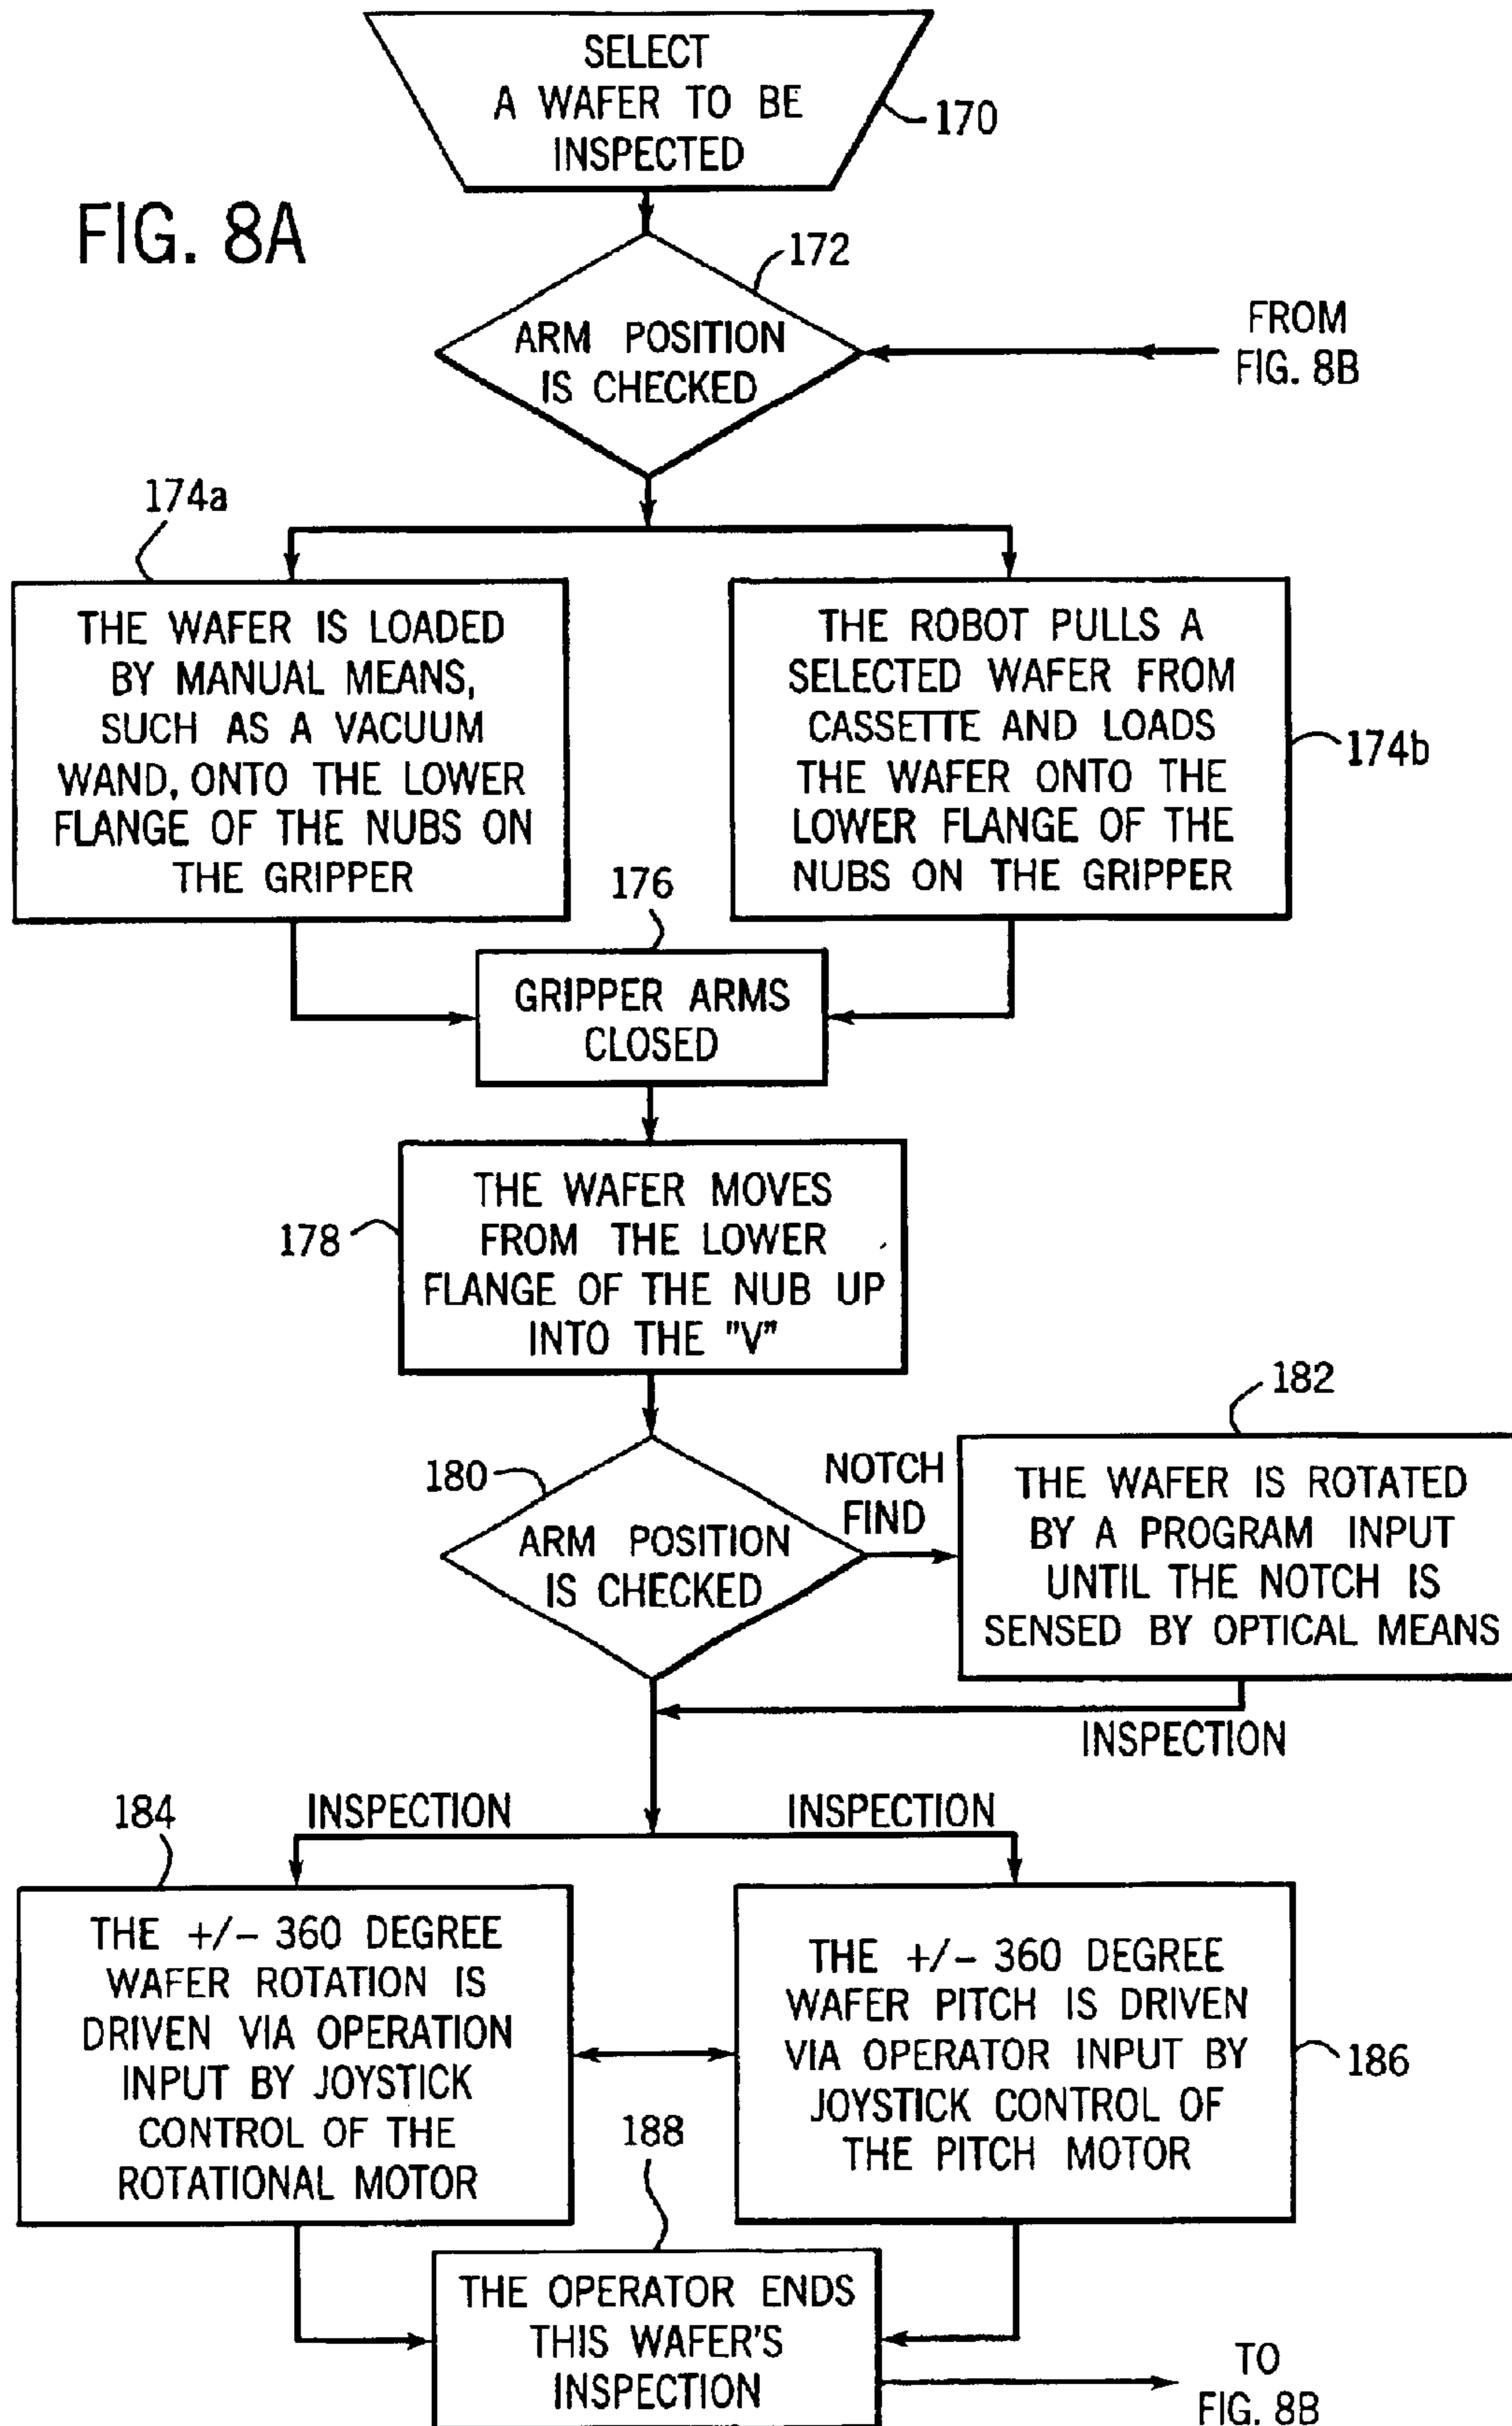 SELECT
A WAFER TO BE
INSPECTED
170
FIG. 8A
172
ARM POSITION
IS CHECKED
FROM
FIG. 8B
174a
THE WAFER IS LOADED
BY MANUAL MEANS,
SUCH AS A VACUUM
WAND, ONTO THE LOWER
FLANGE OF THE NUBS ON
THE GRIPPER
THE ROBOT PULLS A
SELECTED WAFER FROM
CASSETTE AND LOADS
THE WAFER ONTO THE
LOWER FLANGE OF THE
NUBS ON THE GRIPPER
174b
176
GRIPPER ARMS
CLOSED
178
THE WAFER MOVES
FROM THE LOWER
FLANGE OF THE NUB UP
INTO THE "V"
180
ARM POSITION
IS CHECKED
NOTCH
FIND
182
THE WAFER IS ROTATED
BY A PROGRAM INPUT
UNTIL THE NOTCH IS
SENSED BY OPTICAL MEANS
INSPECTION
184
INSPECTION
INSPECTION
THE +/– 360 DEGREE
WAFER ROTATION IS
DRIVEN VIA OPERATION
INPUT BY JOYSTICK
CONTROL OF THE
ROTATIONAL MOTOR
THE +/– 360 DEGREE
WAFER PITCH IS DRIVEN
VIA OPERATOR INPUT BY
JOYSTICK CONTROL OF
THE PITCH MOTOR
186
188
THE OPERATOR ENDS
THIS WAFER'S
INSPECTION
TO
FIG. 8B